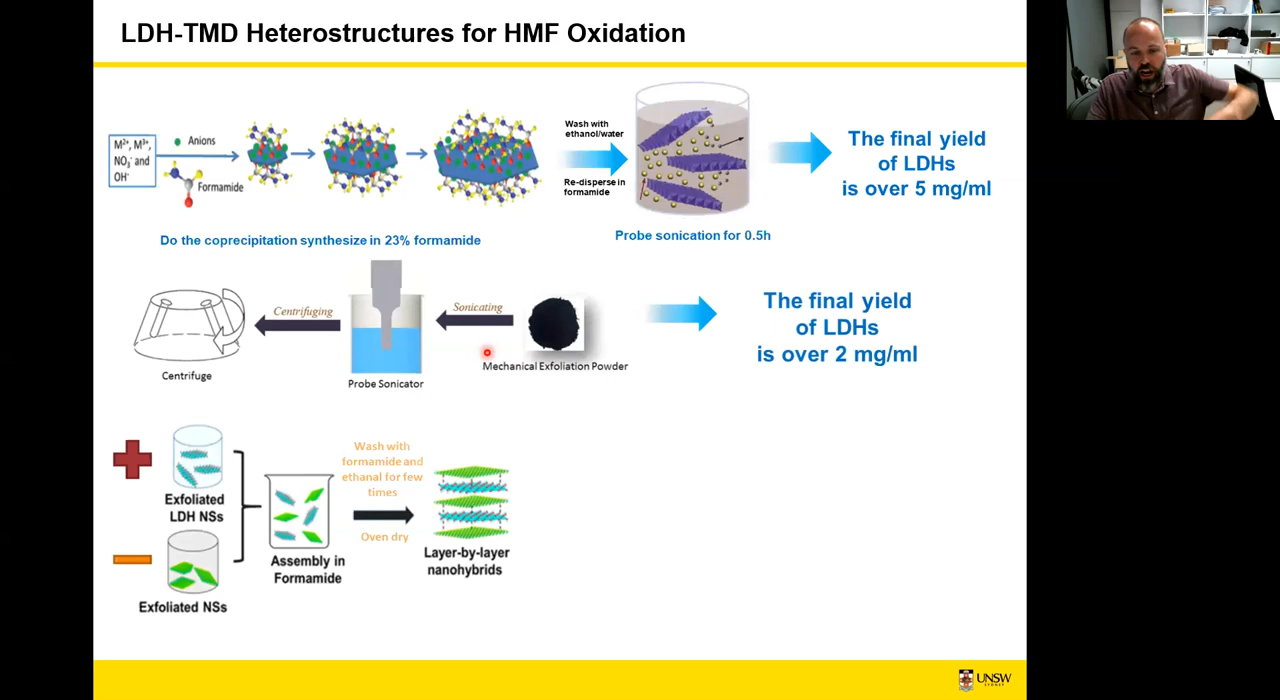 LDH-TMD Heterostructures for HMF Oxidation
M²⁺, M³⁺,
NO₃⁻ and
OH⁻
Anions
Formamide
Wash with
ethanol/water
Re-disperse in
formamide
The final yield
of LDHs
is over 5 mg/ml
Do the coprecipitation synthesize in 23% formamide
Probe sonication for 0.5h
Centrifuging
Sonicating
Centrifuge
Probe Sonicator
Mechanical Exfoliation Powder
The final yield
of LDHs
is over 2 mg/ml
Exfoliated
LDH NSs
Exfoliated NSs
Assembly in
Formamide
Wash with
formamide and
ethanal for few
times
Oven dry
Layer-by-layer
nanohybrids
UNSW
SYDNEY